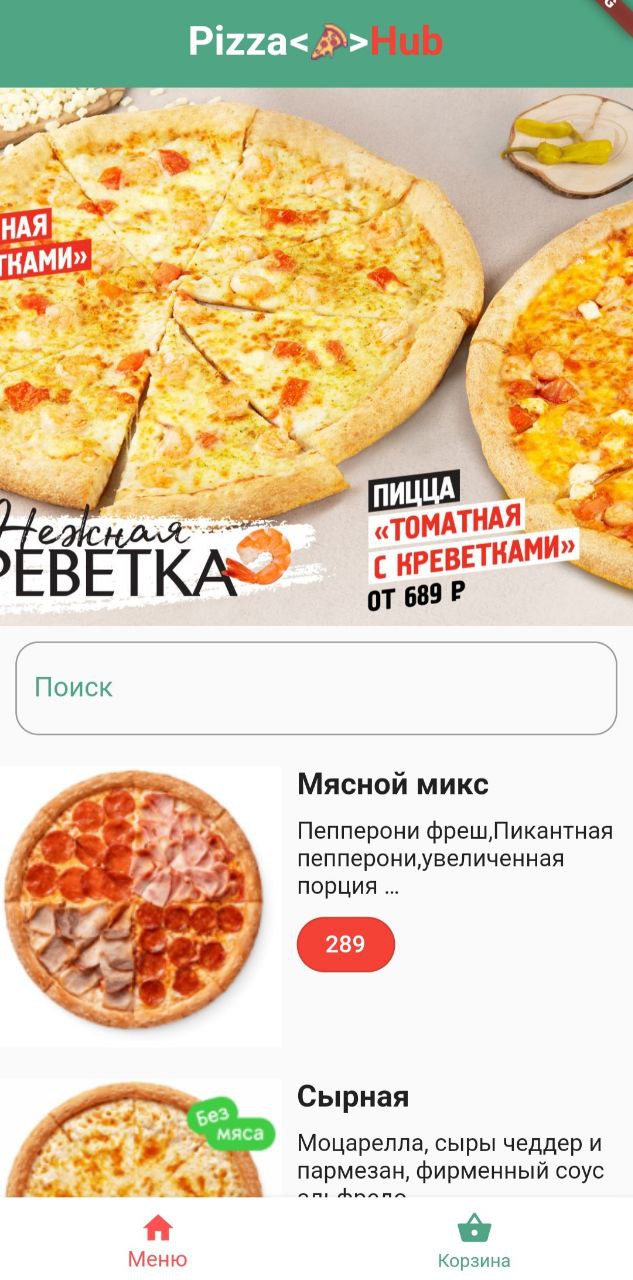 Pizza<🍕>Hub
НАЯ
ТКАМИ»
Нежная
РЕВЕТКА
ПИЦЦА
«ТОМАТНАЯ
С КРЕВЕТКАМИ»
ОТ 689 ₽
Поиск
Мясной микс
Пепперони фреш,Пикантная
пепперони,увеличенная
порция ...
289
Без
мяса
Сырная
Моцарелла, сыры чеддер и
пармезан, фирменный соус
альфредо
Меню
Корзина